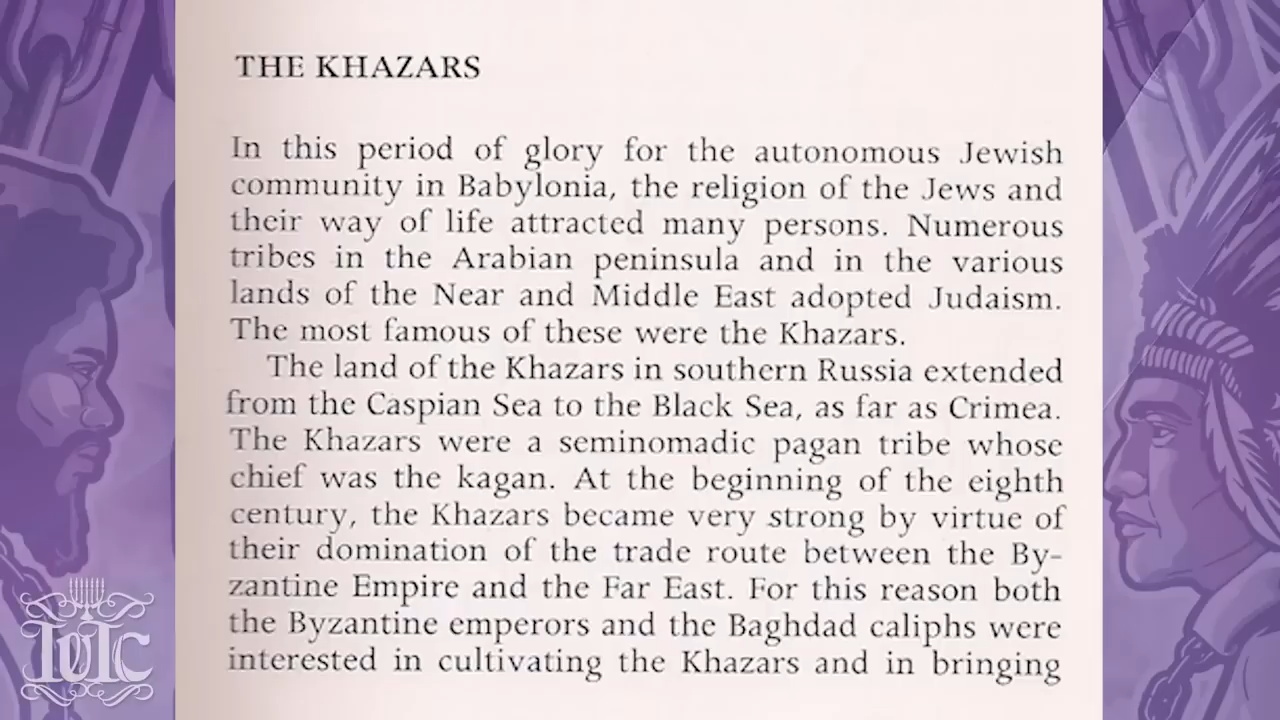 THE KHAZARS
In this period of glory for the autonomous Jewish
community in Babylonia, the religion of the Jews and
their way of life attracted many persons. Numerous
tribes in the Arabian peninsula and in the various
lands of the Near and Middle East adopted Judaism.
The most famous of these were the Khazars.
The land of the Khazars in southern Russia extended
from the Caspian Sea to the Black Sea, as far as Crimea.
The Khazars were a seminomadic pagan tribe whose
chief was the kagan. At the beginning of the eighth
century, the Khazars became very strong by virtue of
their domination of the trade route between the By-
zantine Empire and the Far East. For this reason both
the Byzantine emperors and the Baghdad caliphs were
interested in cultivating the Khazars and in bringing
IUIC